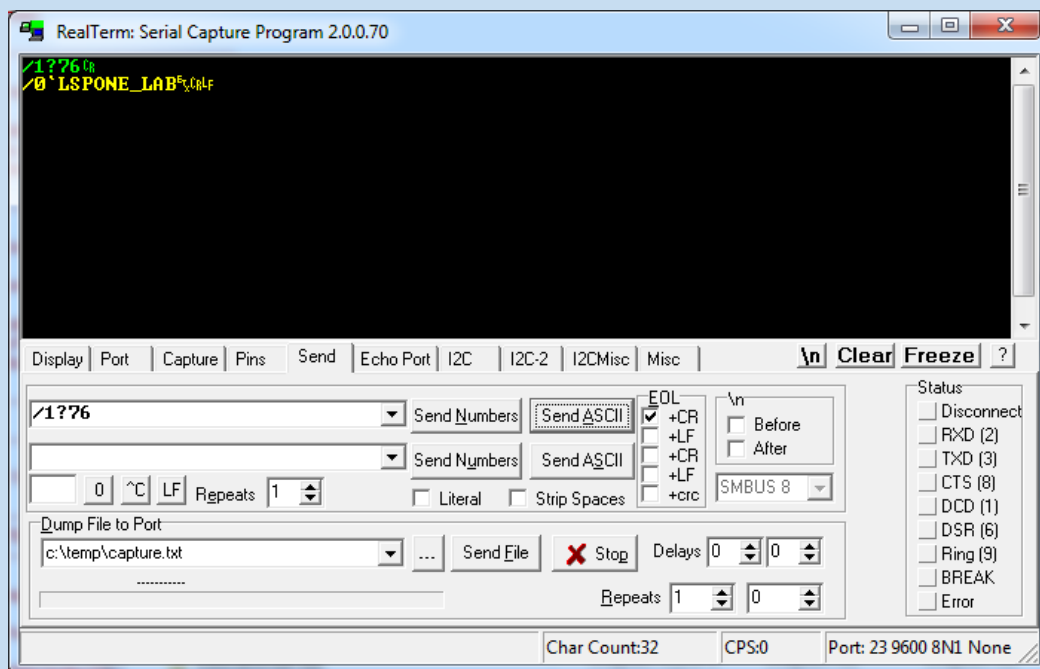 RealTerm: Serial Capture Program 2.0.0.70
/1?76CR
/0`LSPONE_LABETXCRLF
Display Port Capture Pins Send Echo Port I2C I2C-2 I2CMisc Misc \n Clear Freeze ?
/1?76 Send Numbers Send ASCII
Send Numbers Send ASCII
0 ^C LF Repeats 1 Literal Strip Spaces
EOL
+CR
+LF
+CR
+LF
+crc
\n
Before
After
SMBUS 8
Dump File to Port
c:\temp\capture.txt ... Send File Stop Delays 0 0
-----------
Repeats 1 0
Status
Disconnect
RXD (2)
TXD (3)
CTS (8)
DCD (1)
DSR (6)
Ring (9)
BREAK
Error
Char Count:32 CPS:0 Port: 23 9600 8N1 None